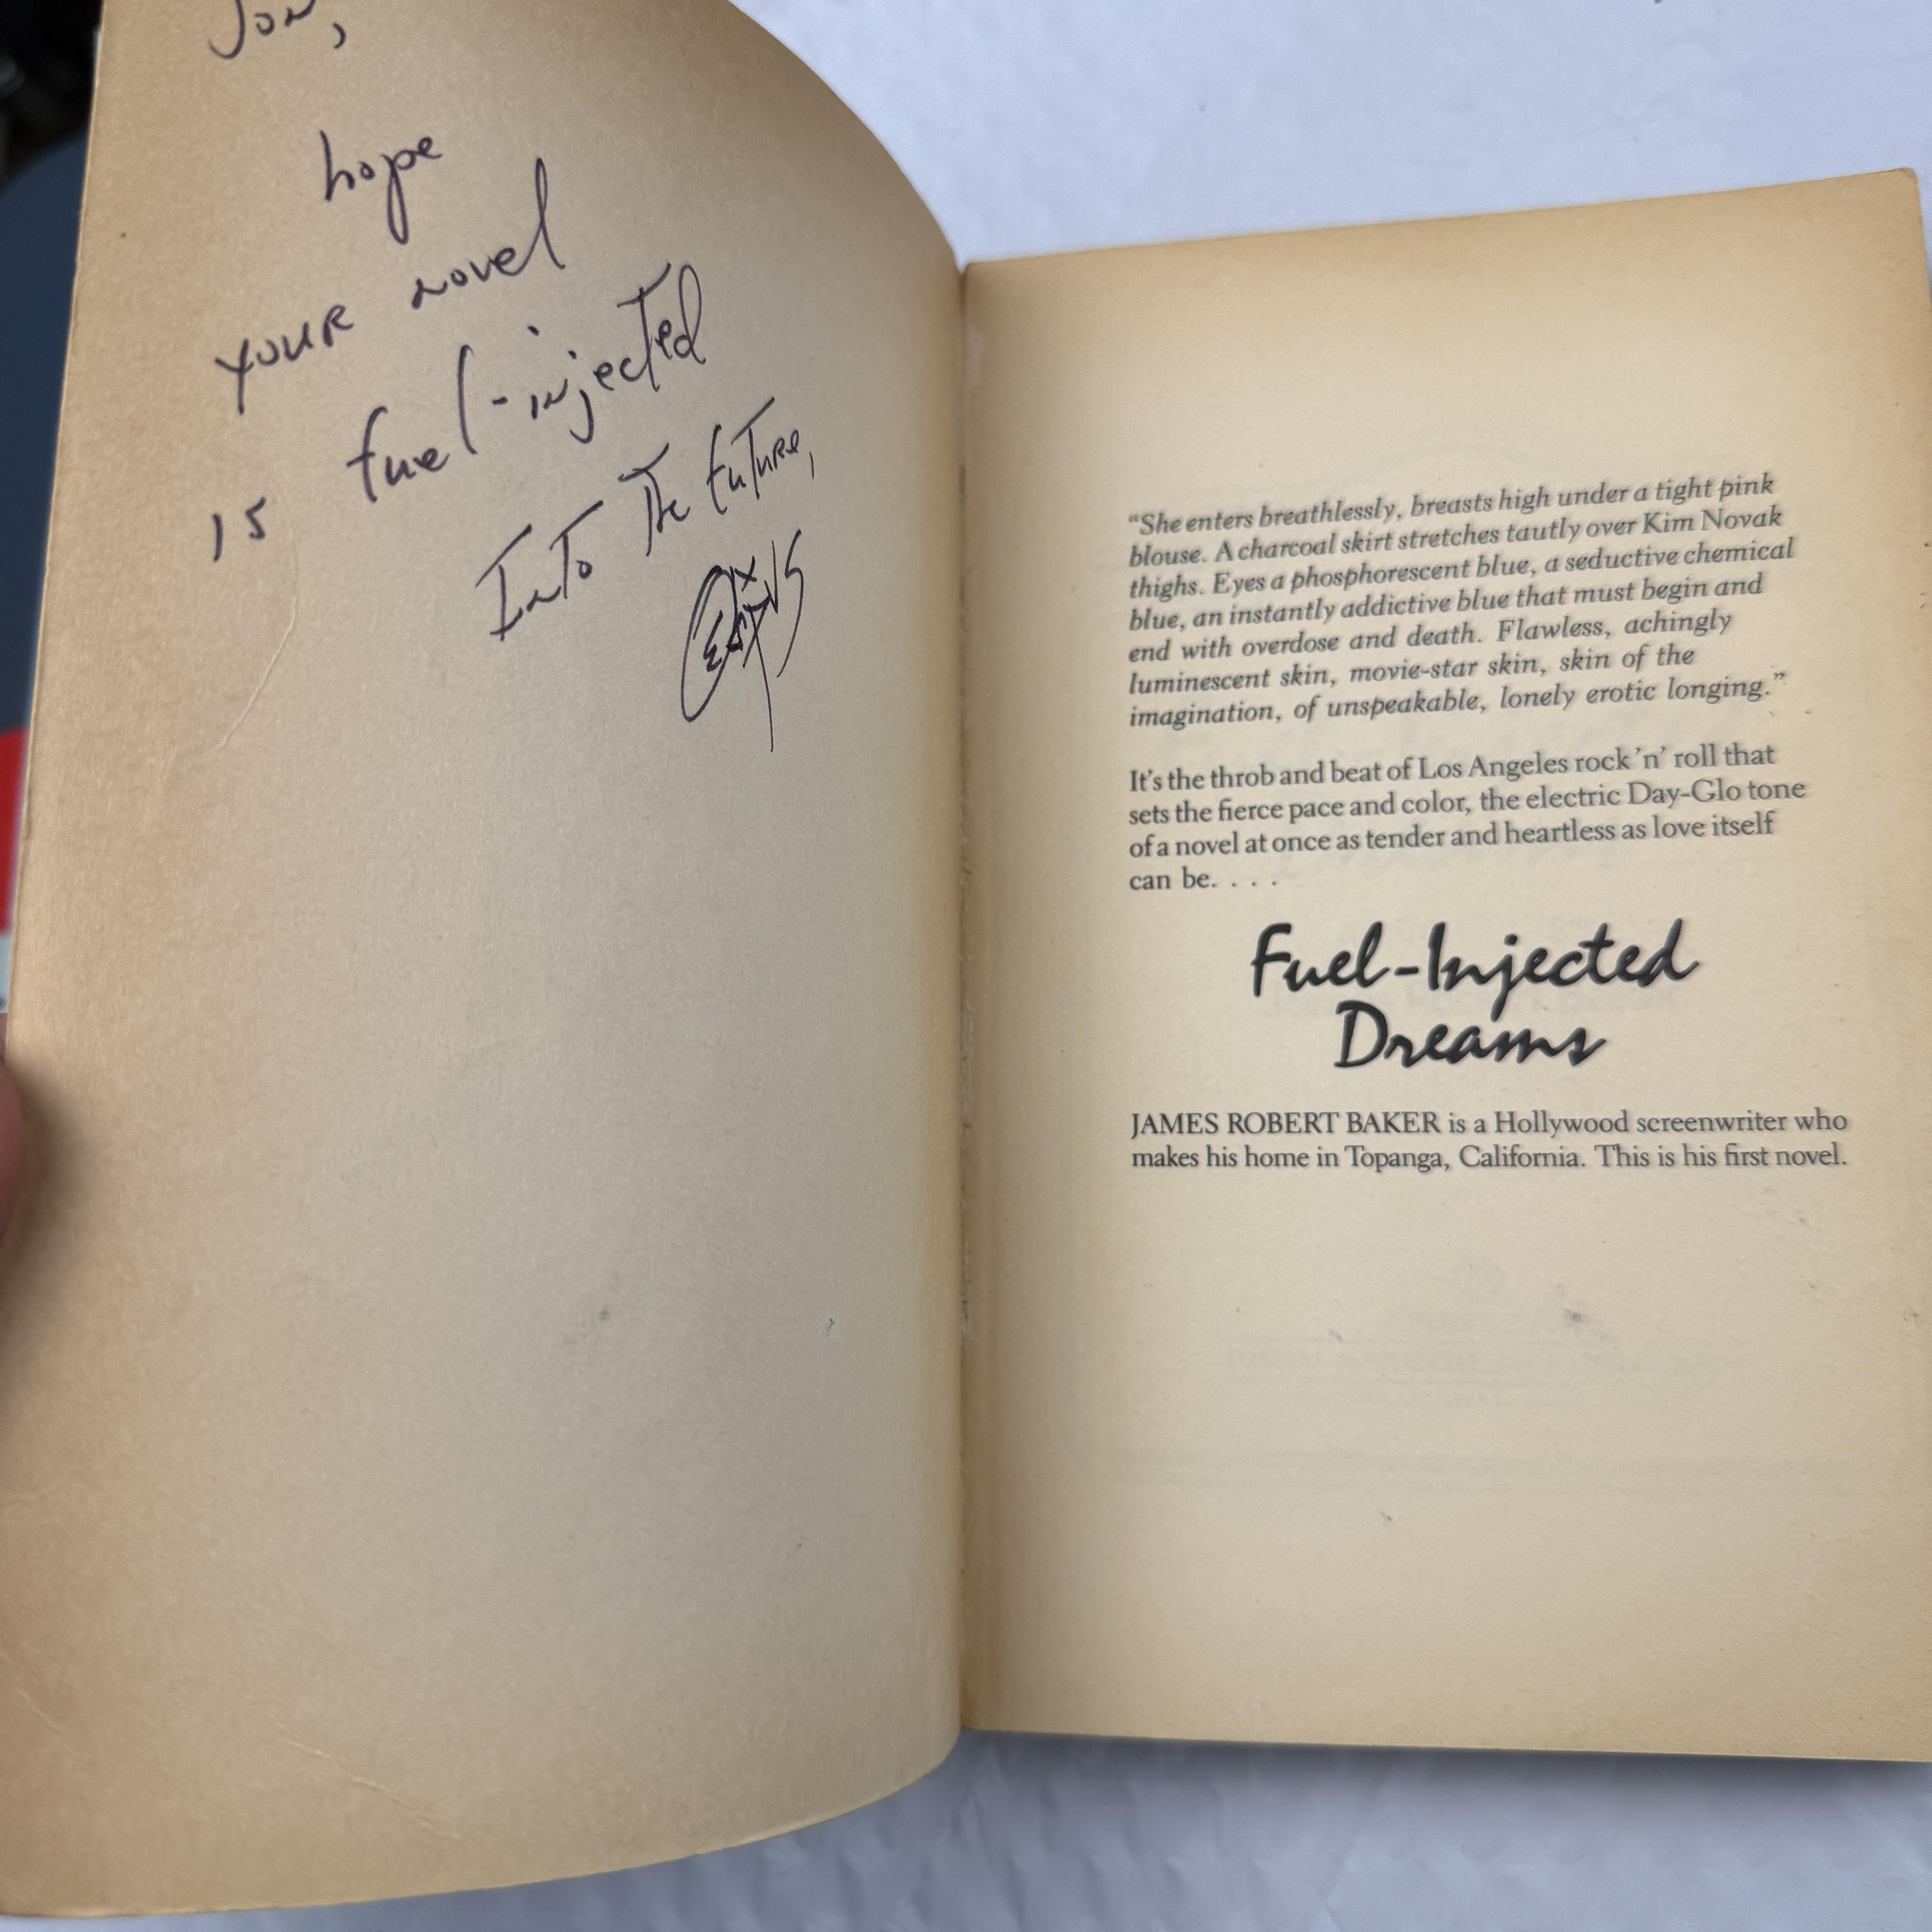 Jon,
hope
your novel
is fuel-injected
Into The future,
“She enters breathlessly, breasts high under a tight pink
blouse. A charcoal skirt stretches tautly over Kim Novak
thighs. Eyes a phosphorescent blue, a seductive chemical
blue, an instantly addictive blue that must begin and
end with overdose and death. Flawless, achingly
luminescent skin, movie-star skin, skin of the
imagination, of unspeakable, lonely erotic longing.”
It’s the throb and beat of Los Angeles rock ’n’ roll that
sets the fierce pace and color, the electric Day-Glo tone
of a novel at once as tender and heartless as love itself
can be. . . .
Fuel-Injected
Dreams
JAMES ROBERT BAKER is a Hollywood screenwriter who
makes his home in Topanga, California. This is his first novel.